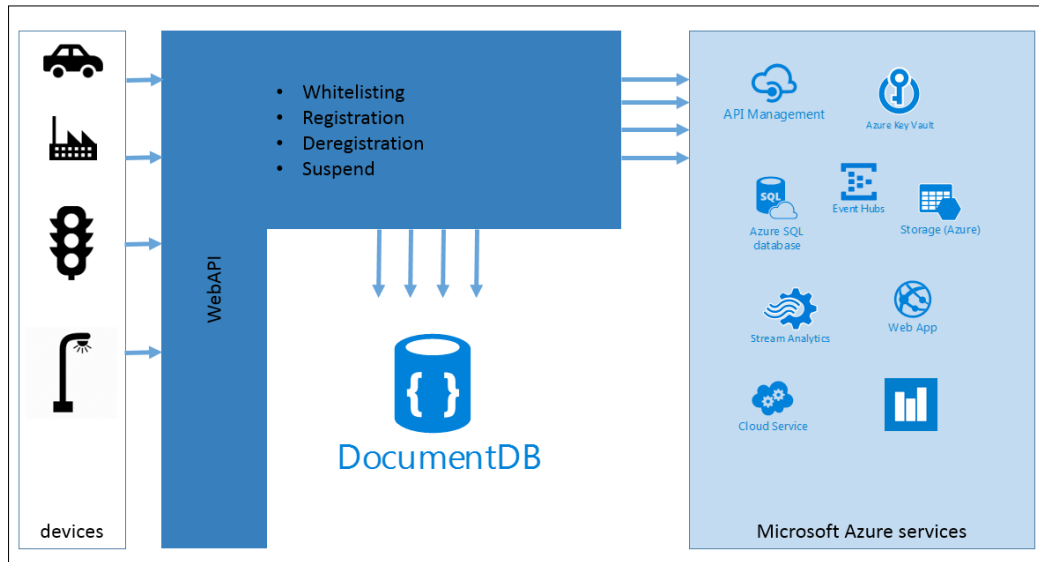 • Whitelisting
• Registration
• Deregistration
• Suspend
WebAPI
{ }
DocumentDB
devices
API Management
Azure Key Vault
SQL
Azure SQL
database
Event Hubs
Storage (Azure)
Stream Analytics
Web App
Cloud Service
Microsoft Azure services